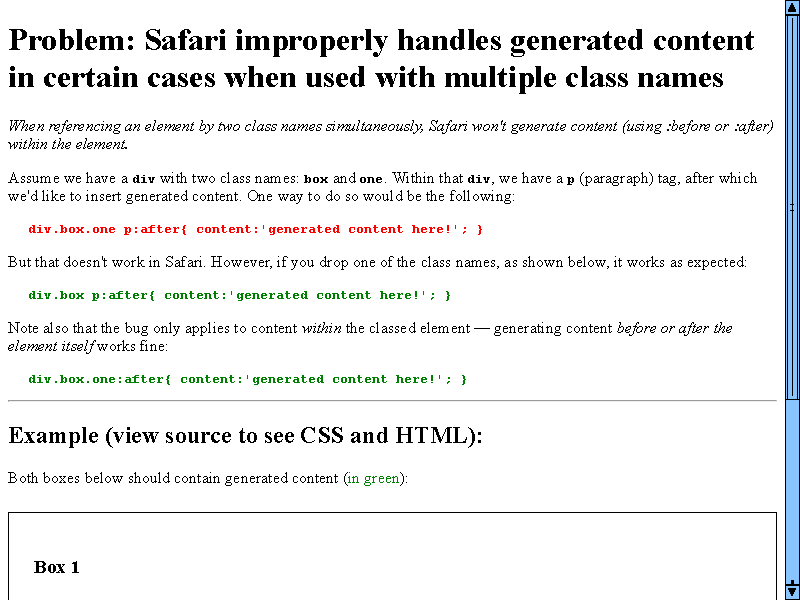 Problem: Safari improperly handles generated content
in certain cases when used with multiple class names
When referencing an element by two class names simultaneously, Safari won't generate content (using :before or :after)
within the element.
Assume we have a div with two class names: box and one. Within that div, we have a p (paragraph) tag, after which
we'd like to insert generated content. One way to do so would be the following:
div.box.one p:after{ content:'generated content here!'; }
But that doesn't work in Safari. However, if you drop one of the class names, as shown below, it works as expected:
div.box p:after{ content:'generated content here!'; }
Note also that the bug only applies to content within the classed element — generating content before or after the
element itself works fine:
div.box.one:after{ content:'generated content here!'; }
Example (view source to see CSS and HTML):
Both boxes below should contain generated content (in green):
Box 1